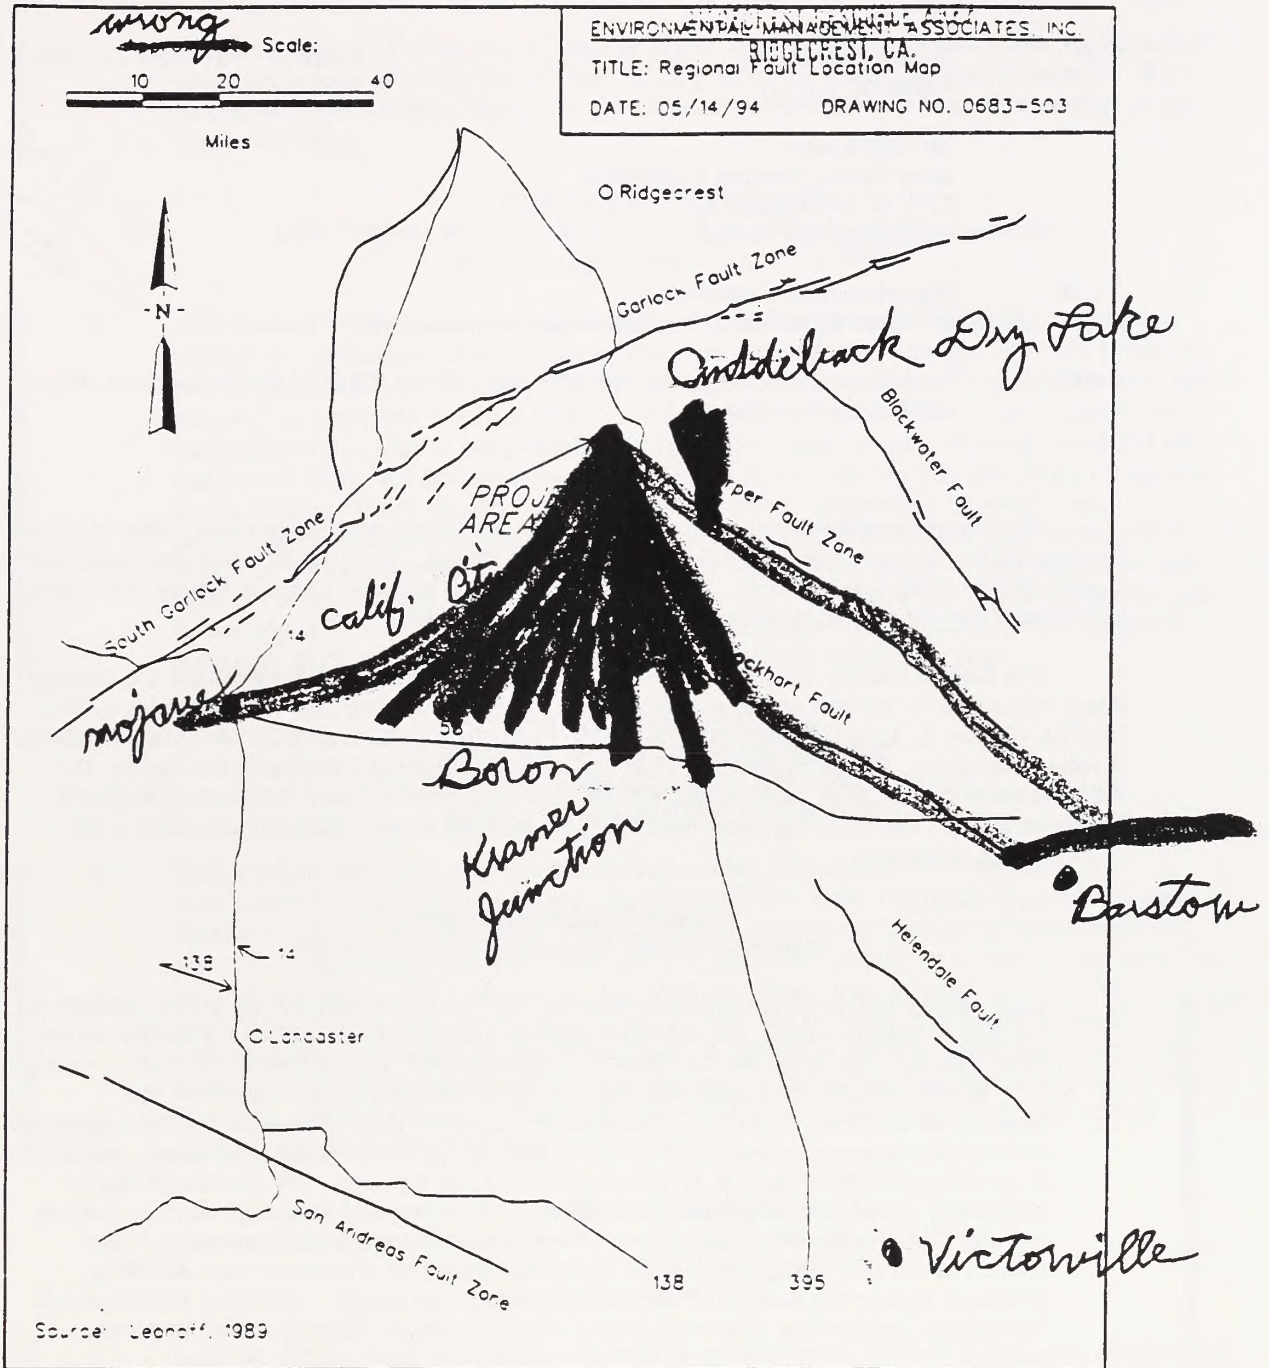 wrong
Scale:
10 20 40
Miles
ENVIRONMENTAL MANAGEMENT ASSOCIATES, INC.
RIDGECREST, CA.
TITLE: Regional Fault Location Map
DATE: 05/14/94 DRAWING NO. 0683-503
Ridgecrest
-N-
Garlock Fault Zone
Cuddeback Dry Lake
Blackwater Fault
PROJ
AREA
rper Fault Zone
South Garlock Fault Zone
14
Calif.
Mojave
ockhart Fault
58
Boron
Kramer
Junction
Barstow
Helendale Fault
138
14
Lancaster
San Andreas Fault Zone
138
395
Victorville
Source: Leonoff, 1989